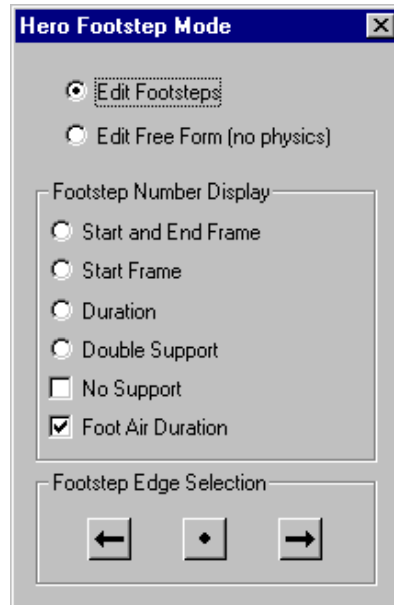 Hero Footstep Mode
Edit Footsteps
Edit Free Form (no physics)
Footstep Number Display
Start and End Frame
Start Frame
Duration
Double Support
No Support
Foot Air Duration
Footstep Edge Selection